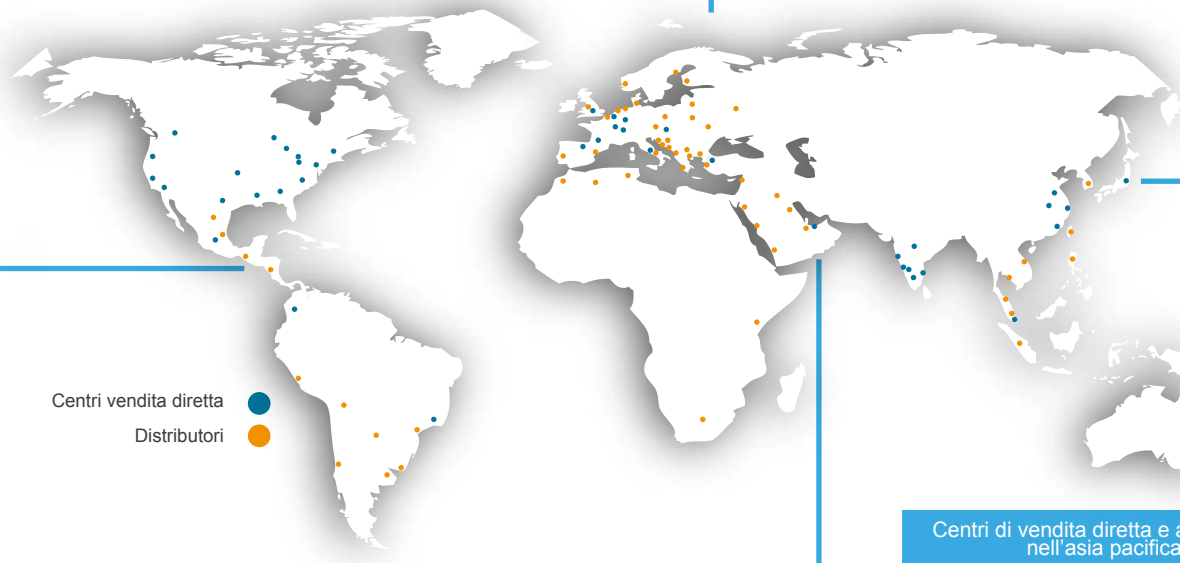 Centri vendita diretta
Distributori
Centri di vendita diretta e
nell'asia pacifica